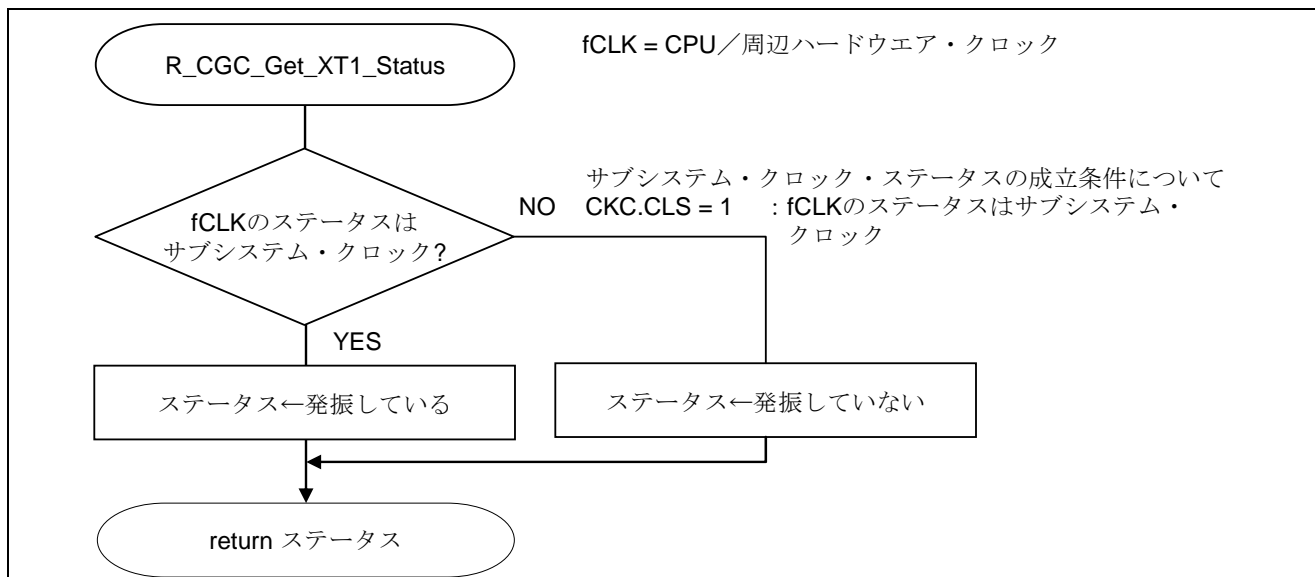 R_CGC_Get_XT1_Status
fCLK = CPU／周辺ハードウエア・クロック
サブシステム・クロック・ステータスの成立条件について
NO CKC.CLS = 1 : fCLKのステータスはサブシステム・
クロック
fCLKのステータスは
サブシステム・クロック?
YES
ステータス←発振している
ステータス←発振していない
return ステータス